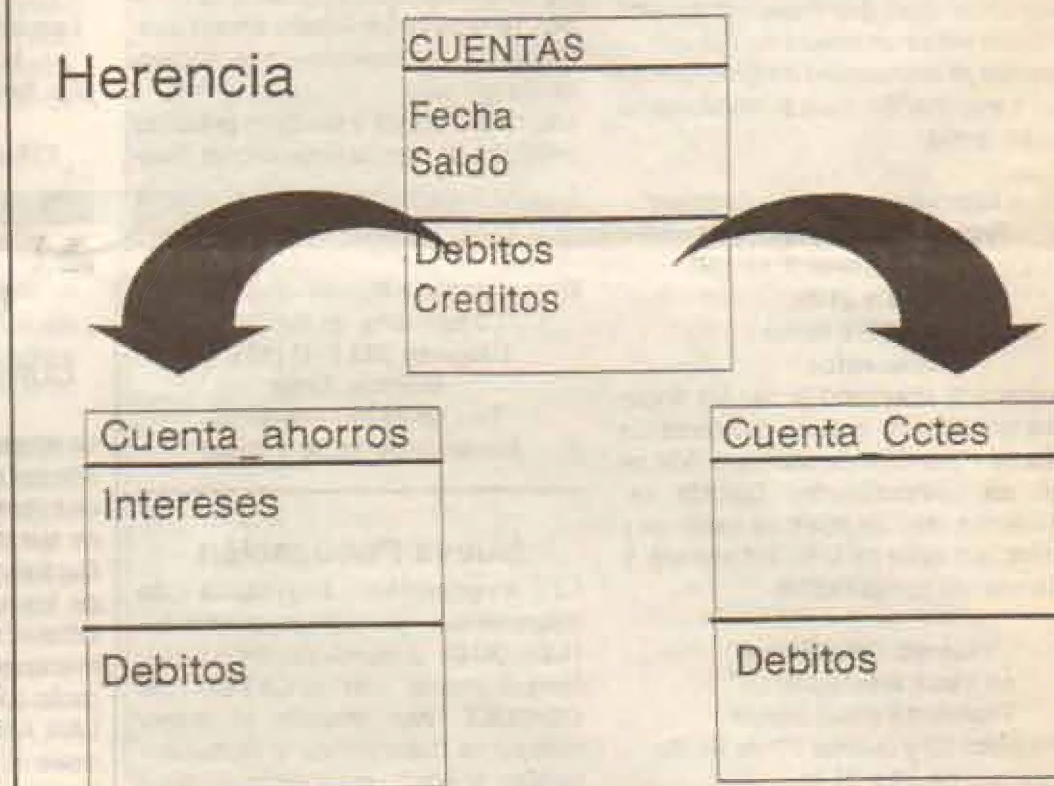 Herencia
CUENTAS
Fecha
Saldo
Debitos
Creditos
Cuenta_ahorros
Intereses
Debitos
Cuenta_Cctes
Debitos